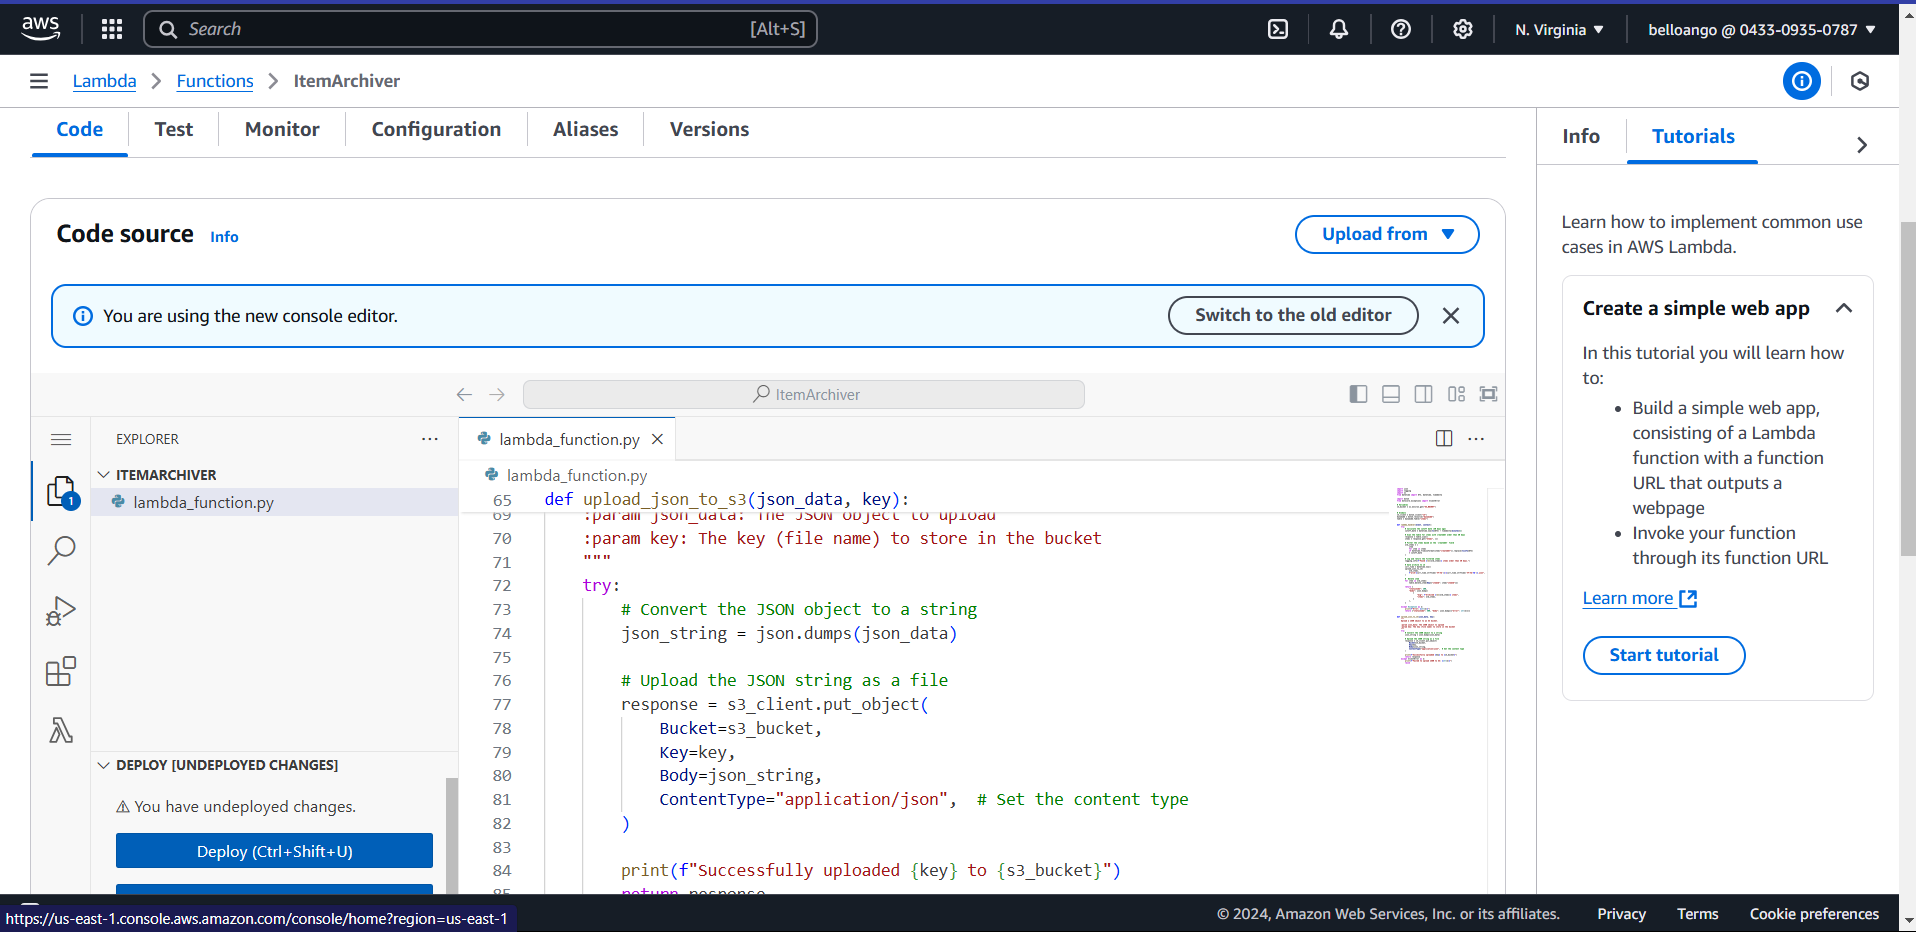 aws
Search
[Alt+S]
N. Virginia
belloango @ 0433-0935-0787
Lambda
Functions
ItemArchiver
Code
Test
Monitor
Configuration
Aliases
Versions
Info
Tutorials
Code source Info
Upload from
You are using the new console editor.
Switch to the old editor
ItemArchiver
EXPLORER
ITEMARCHIVER
lambda_function.py
1
DEPLOY [UNDEPLOYED CHANGES]
You have undeployed changes.
Deploy (Ctrl+Shift+U)
lambda_function.py
lambda_function.py
65 def upload_json_to_s3(json_data, key):
69 :param json_data: The JSON object to upload
70 :param key: The key (file name) to store in the bucket
71 """
72 try:
73 # Convert the JSON object to a string
74 json_string = json.dumps(json_data)
75
76 # Upload the JSON string as a file
77 response = s3_client.put_object(
78 Bucket=s3_bucket,
79 Key=key,
80 Body=json_string,
81 ContentType="application/json", # Set the content type
82 )
83
84 print(f"Successfully uploaded {key} to {s3_bucket}")
85 return response
Learn how to implement common use
cases in AWS Lambda.
Create a simple web app
In this tutorial you will learn how
to:
• Build a simple web app,
consisting of a Lambda
function with a function
URL that outputs a
webpage
• Invoke your function
through its function URL
Learn more
Start tutorial
https://us-east-1.console.aws.amazon.com/console/home?region=us-east-1
© 2024, Amazon Web Services, Inc. or its affiliates.
Privacy
Terms
Cookie preferences